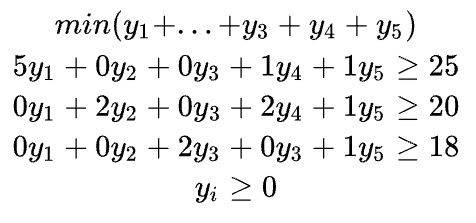 min(y₁+...+y₃ + y₄ + y₅)
5y₁ + 0y₂ + 0y₃ + 1y₄ + 1y₅ ≥ 25
0y₁ + 2y₂ + 0y₃ + 2y₄ + 1y₅ ≥ 20
0y₁ + 0y₂ + 2y₃ + 0y₃ + 1y₅ ≥ 18
yᵢ ≥ 0